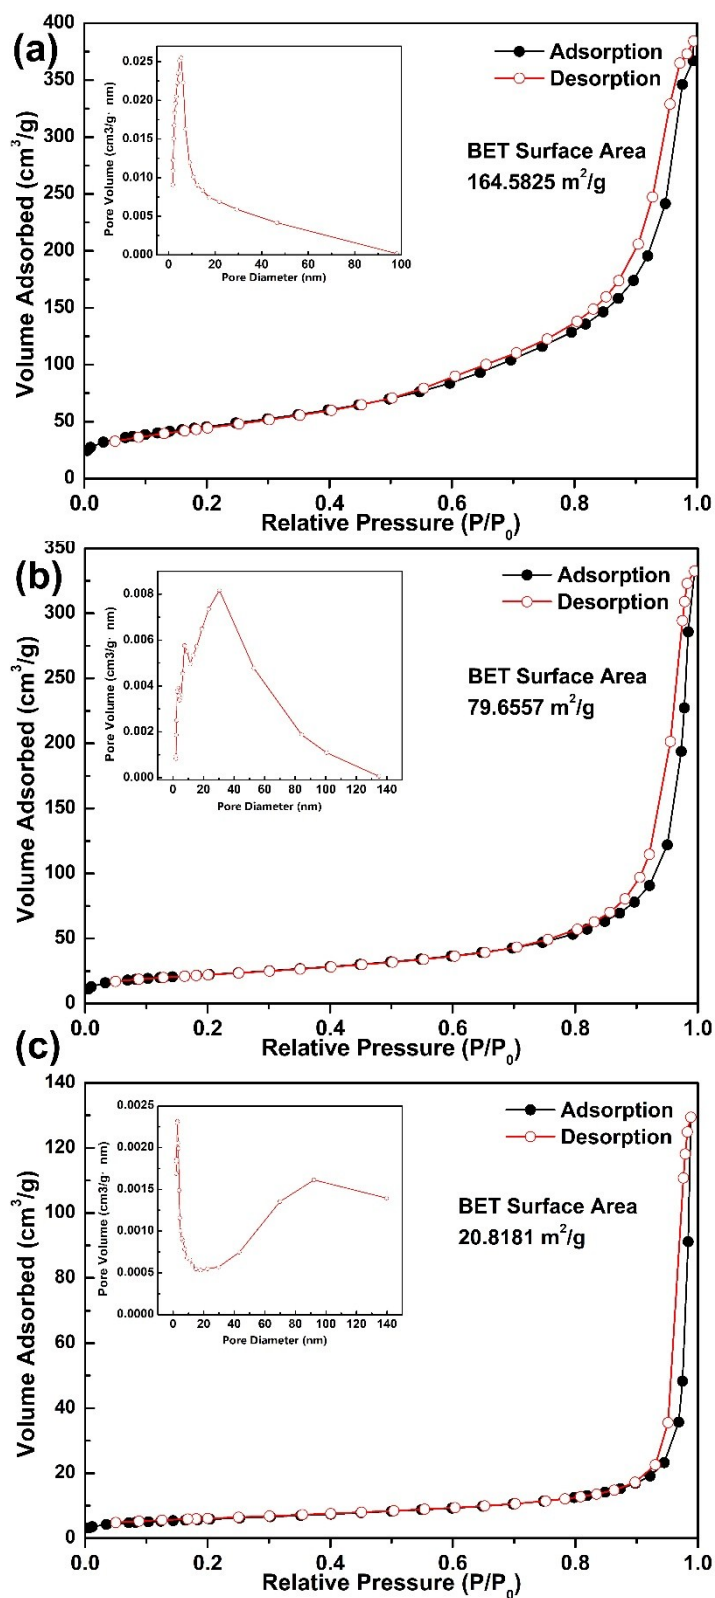 (a)
400
350
300
250
200
150
100
50
0
Volume Adsorbed (cm³/g)
0.025
0.020
0.015
0.010
0.005
0.000
Pore Volume (cm3/g· nm)
0 20 40 60 80 100
Pore Diameter (nm)
Adsorption
Desorption
BET Surface Area
164.5825 m²/g
0.0 0.2 0.4 0.6 0.8 1.0
Relative Pressure (P/P₀)
(b)
350
300
250
200
150
100
50
0
Volume Adsorbed (cm³/g)
0.008
0.006
0.004
0.002
0.000
Pore Volume (cm3/g· nm)
0 20 40 60 80 100 120 140
Pore Diameter (nm)
Adsorption
Desorption
BET Surface Area
79.6557 m²/g
0.0 0.2 0.4 0.6 0.8 1.0
Relative Pressure (P/P₀)
(c)
140
120
100
80
60
40
20
0
Volume Adsorbed (cm³/g)
0.0025
0.0020
0.0015
0.0010
0.0005
0.0000
Pore Volume (cm3/g· nm)
0 20 40 60 80 100 120 140
Pore Diameter (nm)
Adsorption
Desorption
BET Surface Area
20.8181 m²/g
0.0 0.2 0.4 0.6 0.8 1.0
Relative Pressure (P/P₀)